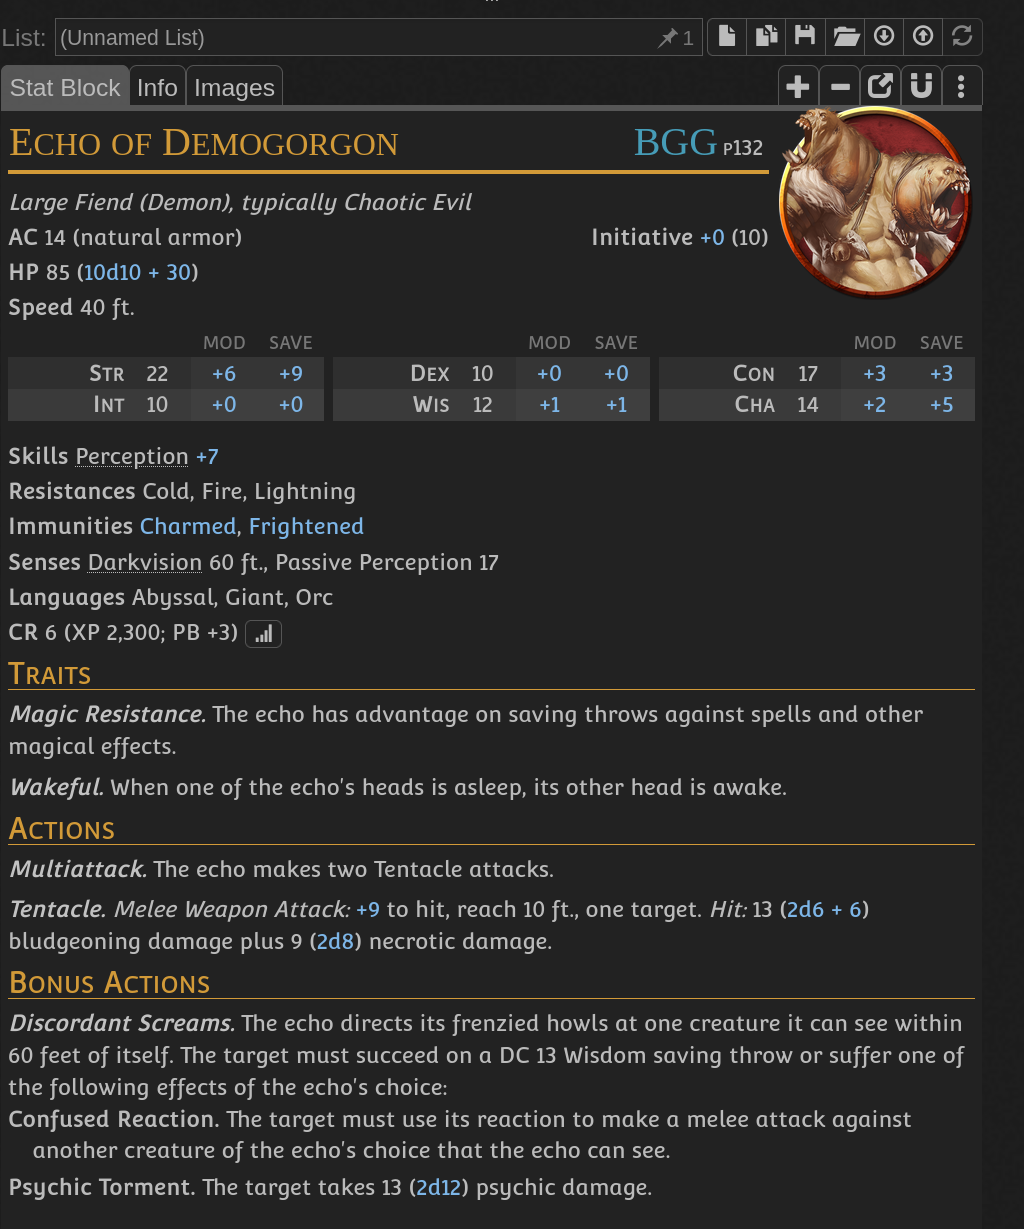 List: (Unnamed List) 1
Stat Block Info Images
Echo of Demogorgon BGG p132
Large Fiend (Demon), typically Chaotic Evil
AC 14 (natural armor) Initiative +0 (10)
HP 85 (10d10 + 30)
Speed 40 ft.
MOD SAVE MOD SAVE MOD SAVE
Str 22 +6 +9 Dex 10 +0 +0 Con 17 +3 +3
Int 10 +0 +0 Wis 12 +1 +1 Cha 14 +2 +5
Skills Perception +7
Resistances Cold, Fire, Lightning
Immunities Charmed, Frightened
Senses Darkvision 60 ft., Passive Perception 17
Languages Abyssal, Giant, Orc
CR 6 (XP 2,300; PB +3)
Traits
Magic Resistance. The echo has advantage on saving throws against spells and other
magical effects.
Wakeful. When one of the echo's heads is asleep, its other head is awake.
Actions
Multiattack. The echo makes two Tentacle attacks.
Tentacle. Melee Weapon Attack: +9 to hit, reach 10 ft., one target. Hit: 13 (2d6 + 6)
bludgeoning damage plus 9 (2d8) necrotic damage.
Bonus Actions
Discordant Screams. The echo directs its frenzied howls at one creature it can see within
60 feet of itself. The target must succeed on a DC 13 Wisdom saving throw or suffer one of
the following effects of the echo's choice:
Confused Reaction. The target must use its reaction to make a melee attack against
another creature of the echo's choice that the echo can see.
Psychic Torment. The target takes 13 (2d12) psychic damage.